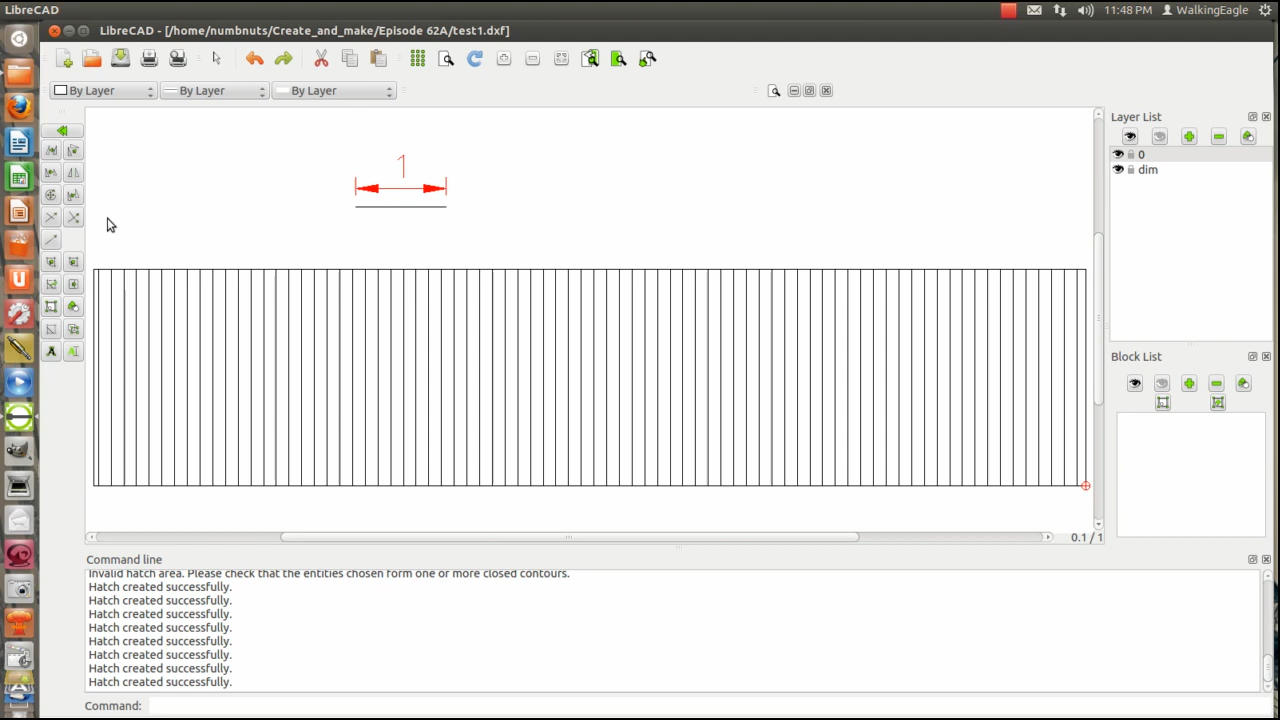 LibreCAD
11:48 PM
WalkingEagle
LibreCAD - [/home/numbnuts/Create_and_make/Episode 62A/test1.dxf]
By Layer
By Layer
By Layer
Layer List
0
dim
1
Block List
0.1 / 1
Command line
Invalid hatch area. Please check that the entities chosen form one or more closed contours.
Hatch created successfully.
Hatch created successfully.
Hatch created successfully.
Hatch created successfully.
Hatch created successfully.
Hatch created successfully.
Hatch created successfully.
Hatch created successfully.
Command: